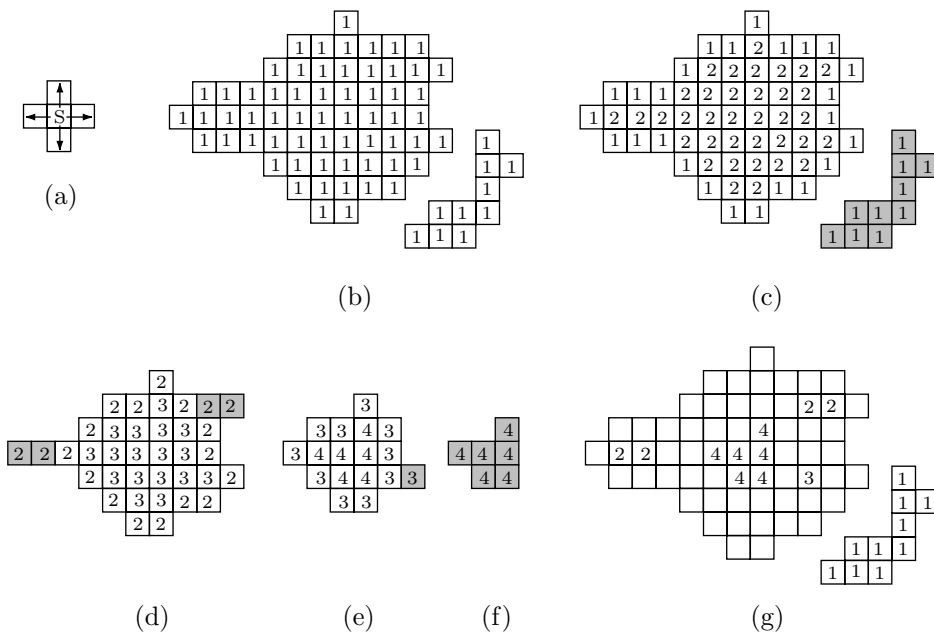 S
(a)
1
1 1 1 1 1 1
1 1 1 1 1 1 1 1
1 1 1 1 1 1 1 1 1 1
1 1 1 1 1 1 1 1 1 1 1
1 1 1 1 1 1 1 1 1 1 1 1
1 1 1 1 1 1 1 1 1
1 1 1 1 1 1
1 1 1 1 1
1 1 1
(b)
1
1 1 2 1 1 1
1 2 2 2 2 2 2 1
1 1 1 2 2 2 2 2 2 1
1 2 2 2 2 2 2 2 2 2 1
1 1 1 2 2 2 2 2 2 2 1 1
1 2 2 2 2 2 1 1 1
1 2 2 1 1 1
1 1 1 1 1
1 1 1
(c)
2
2 2 3 2 2 2
2 3 3 3 3 2
2 2 2 3 3 3 3 3 2
2 3 3 3 3 3 2
2 3 3 2 2
2 2
(d)
3
3 3 4 3
3 4 4 4 3
3 4 4 3 3
3 3
(e)
4
4 4 4
4 4
(f)
2 2
4
2 2 4 4 4
4 4 3 1
1 1
1
1 1 1
1 1 1
(g)